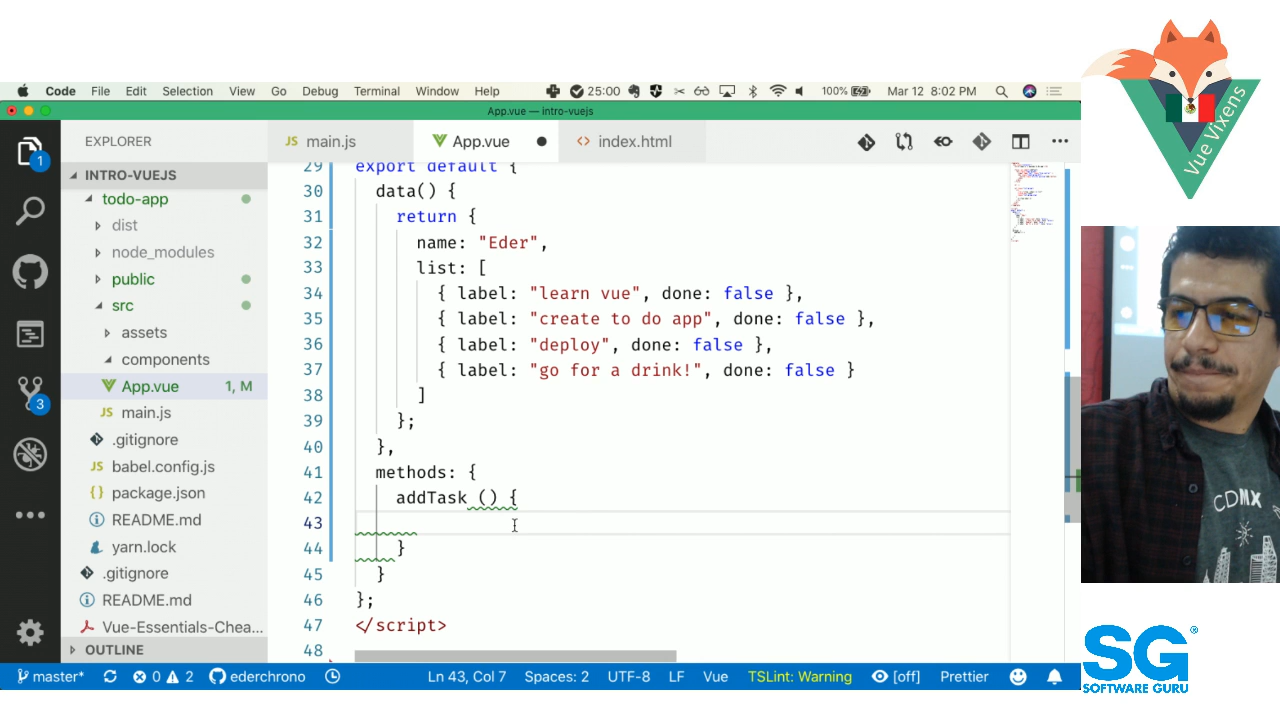 Code File Edit Selection View Go Debug Terminal Window Help 25:00 100% Mar 12 8:02 PM
App.vue — intro-vuejs
EXPLORER
main.js
App.vue
index.html
INTRO-VUEJS
todo-app
dist
node_modules
public
src
assets
components
App.vue 1, M
main.js
.gitignore
babel.config.js
package.json
README.md
yarn.lock
.gitignore
README.md
Vue-Essentials-Chea...
OUTLINE
1
3
29 export default {
30 data() {
31 return {
32 name: "Eder",
33 list: [
34 { label: "learn vue", done: false },
35 { label: "create to do app", done: false },
36 { label: "deploy", done: false },
37 { label: "go for a drink!", done: false }
38 ]
39 };
40 },
41 methods: {
42 addTask () {
43
44 }
45 }
46 };
47 </script>
48
master* 0 2 ederchrono Ln 43, Col 7 Spaces: 2 UTF-8 LF Vue TSLint: Warning [off] Prettier
Vue Vixens
CDMX
SG®
SOFTWARE GURU